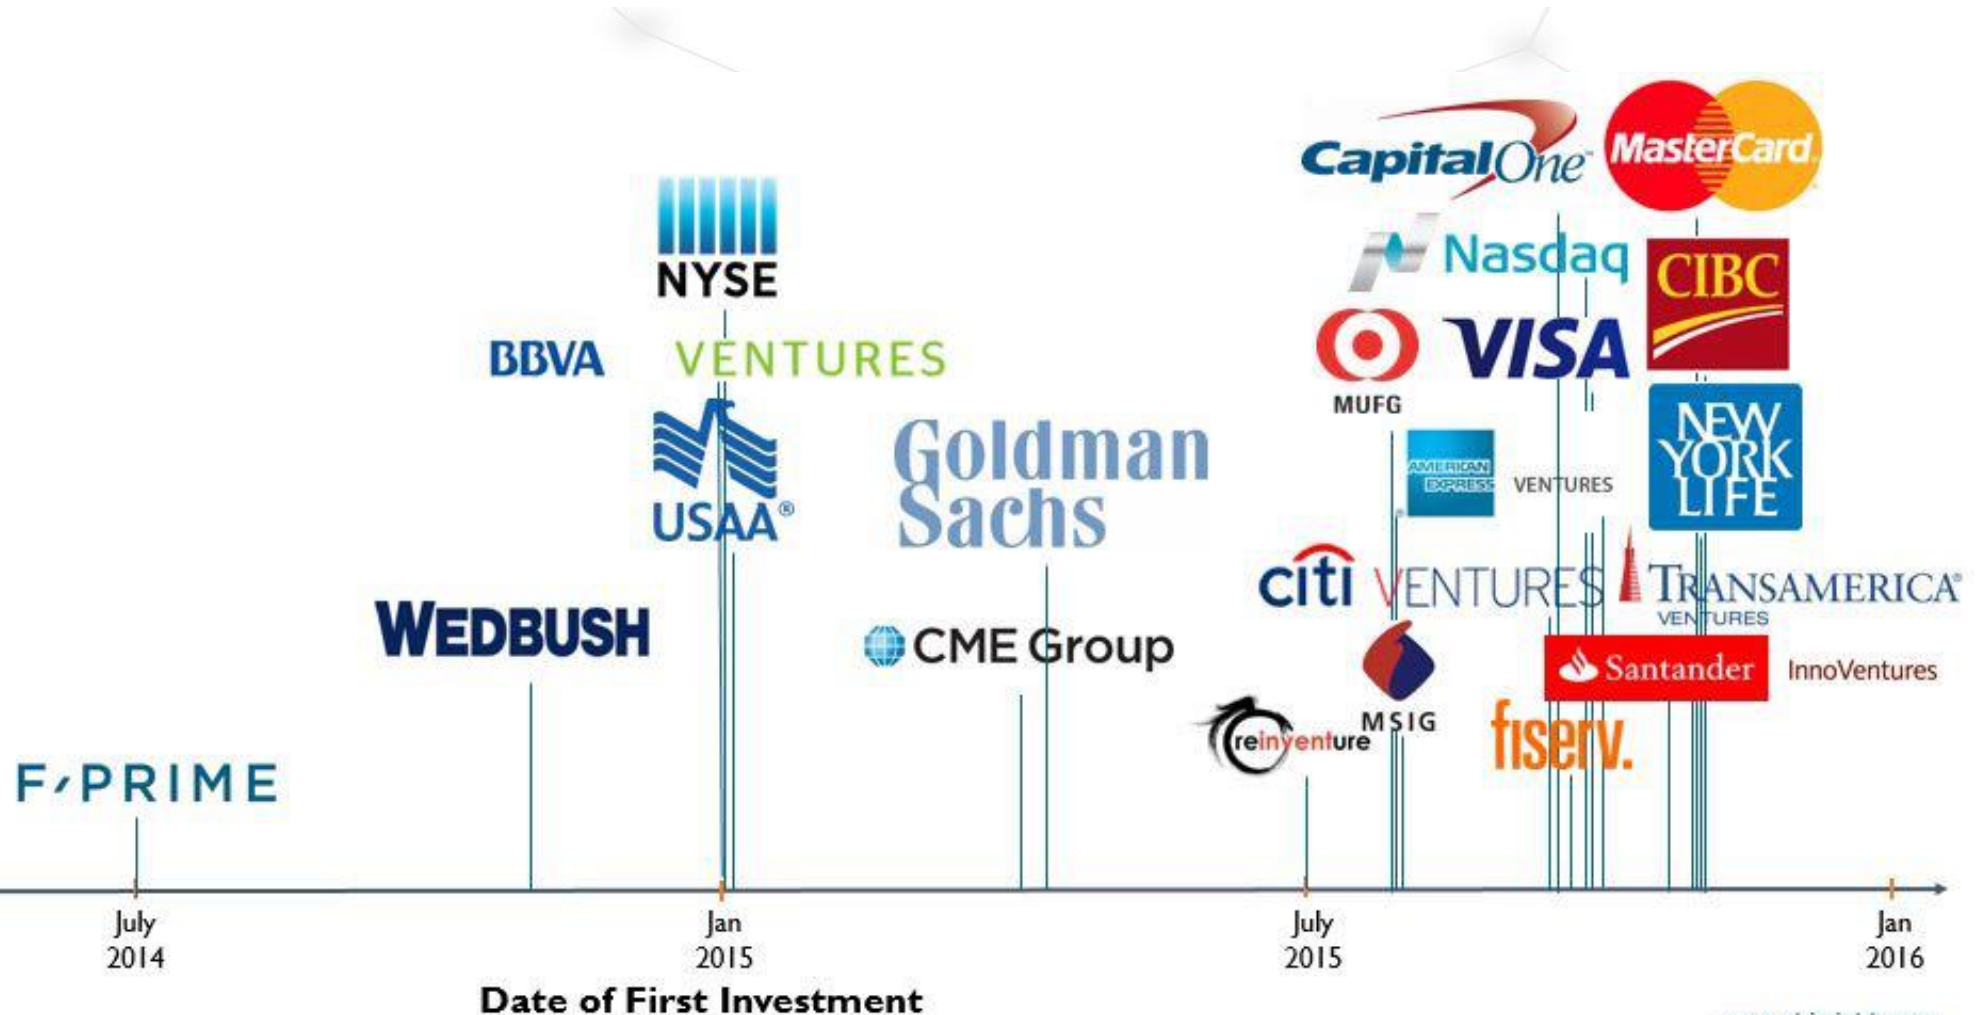 CapitalOne™
MasterCard®
Nasdaq
CIBC
NYSE
MUFG
VISA
BBVA VENTURES
NEW
YORK
LIFE
USAA®
Goldman
Sachs
AMERICAN
EXPRESS
®
VENTURES
citi VENTURES
TRANSAMERICA®
VENTURES
WEDBUSH
CME Group
MSIG
Santander InnoVentures
reinventure
fiserv.
F PRIME
July
2014
Jan
2015
July
2015
Jan
2016
Date of First Investment